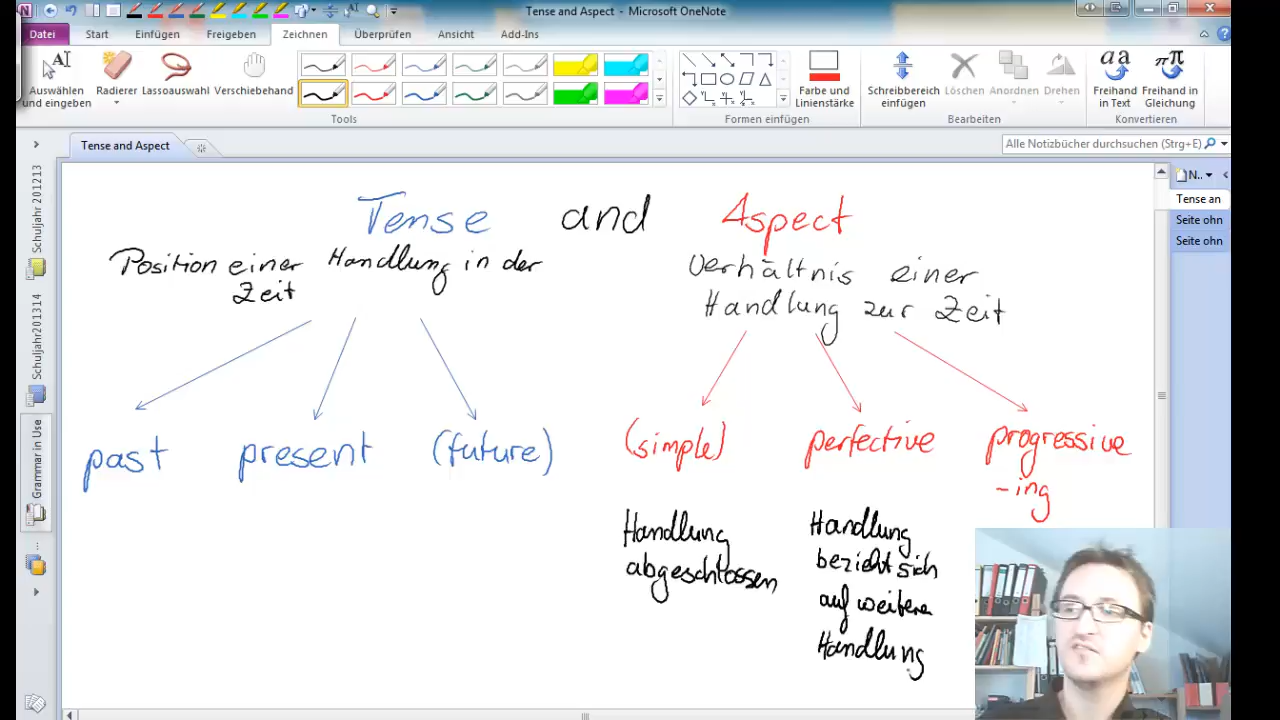 Tense and Aspect - Microsoft OneNote
Datei Start Einfügen Freigeben Zeichnen Überprüfen Ansicht Add-Ins
Auswählen und eingeben
Radierer
Lassoauswahl
Verschiebehand
Farbe und Linienstärke
Schreibbereich einfügen
Löschen
Anordnen
Drehen
Freihand in Text
Freihand in Gleichung
Tools
Formen einfügen
Bearbeiten
Konvertieren
Tense and Aspect
Alle Notizbücher durchsuchen (Strg+E)
N..
Tense an
Seite ohn
Seite ohn
Schuljahr 201213
Schuljahr201314
Grammar in Use
Tense and Aspect
Position einer Handlung in der
Zeit
Verhältnis einer
Handlung zur Zeit
past present (future)
(simple) perfective progressive
-ing
Handlung
abgeschlossen
Handlung
bezieht sich
auf weitere
Handlung